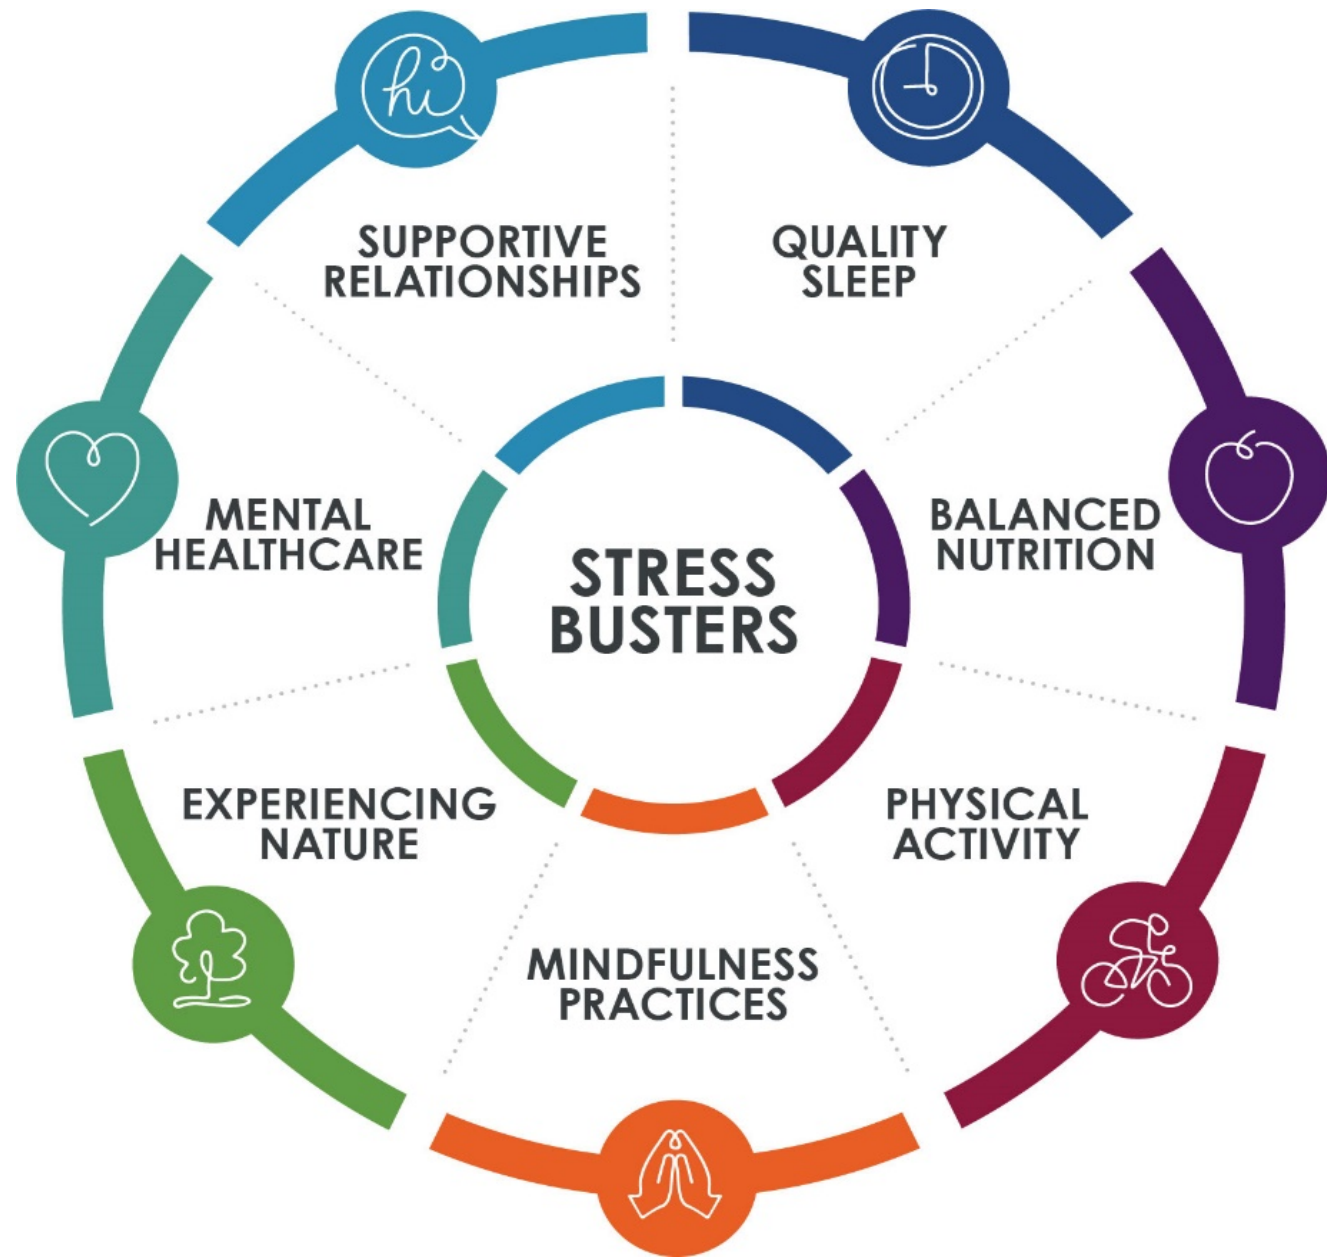 hi
SUPPORTIVE
RELATIONSHIPS
QUALITY
SLEEP
BALANCED
NUTRITION
PHYSICAL
ACTIVITY
MINDFULNESS
PRACTICES
EXPERIENCING
NATURE
MENTAL
HEALTHCARE
STRESS
BUSTERS